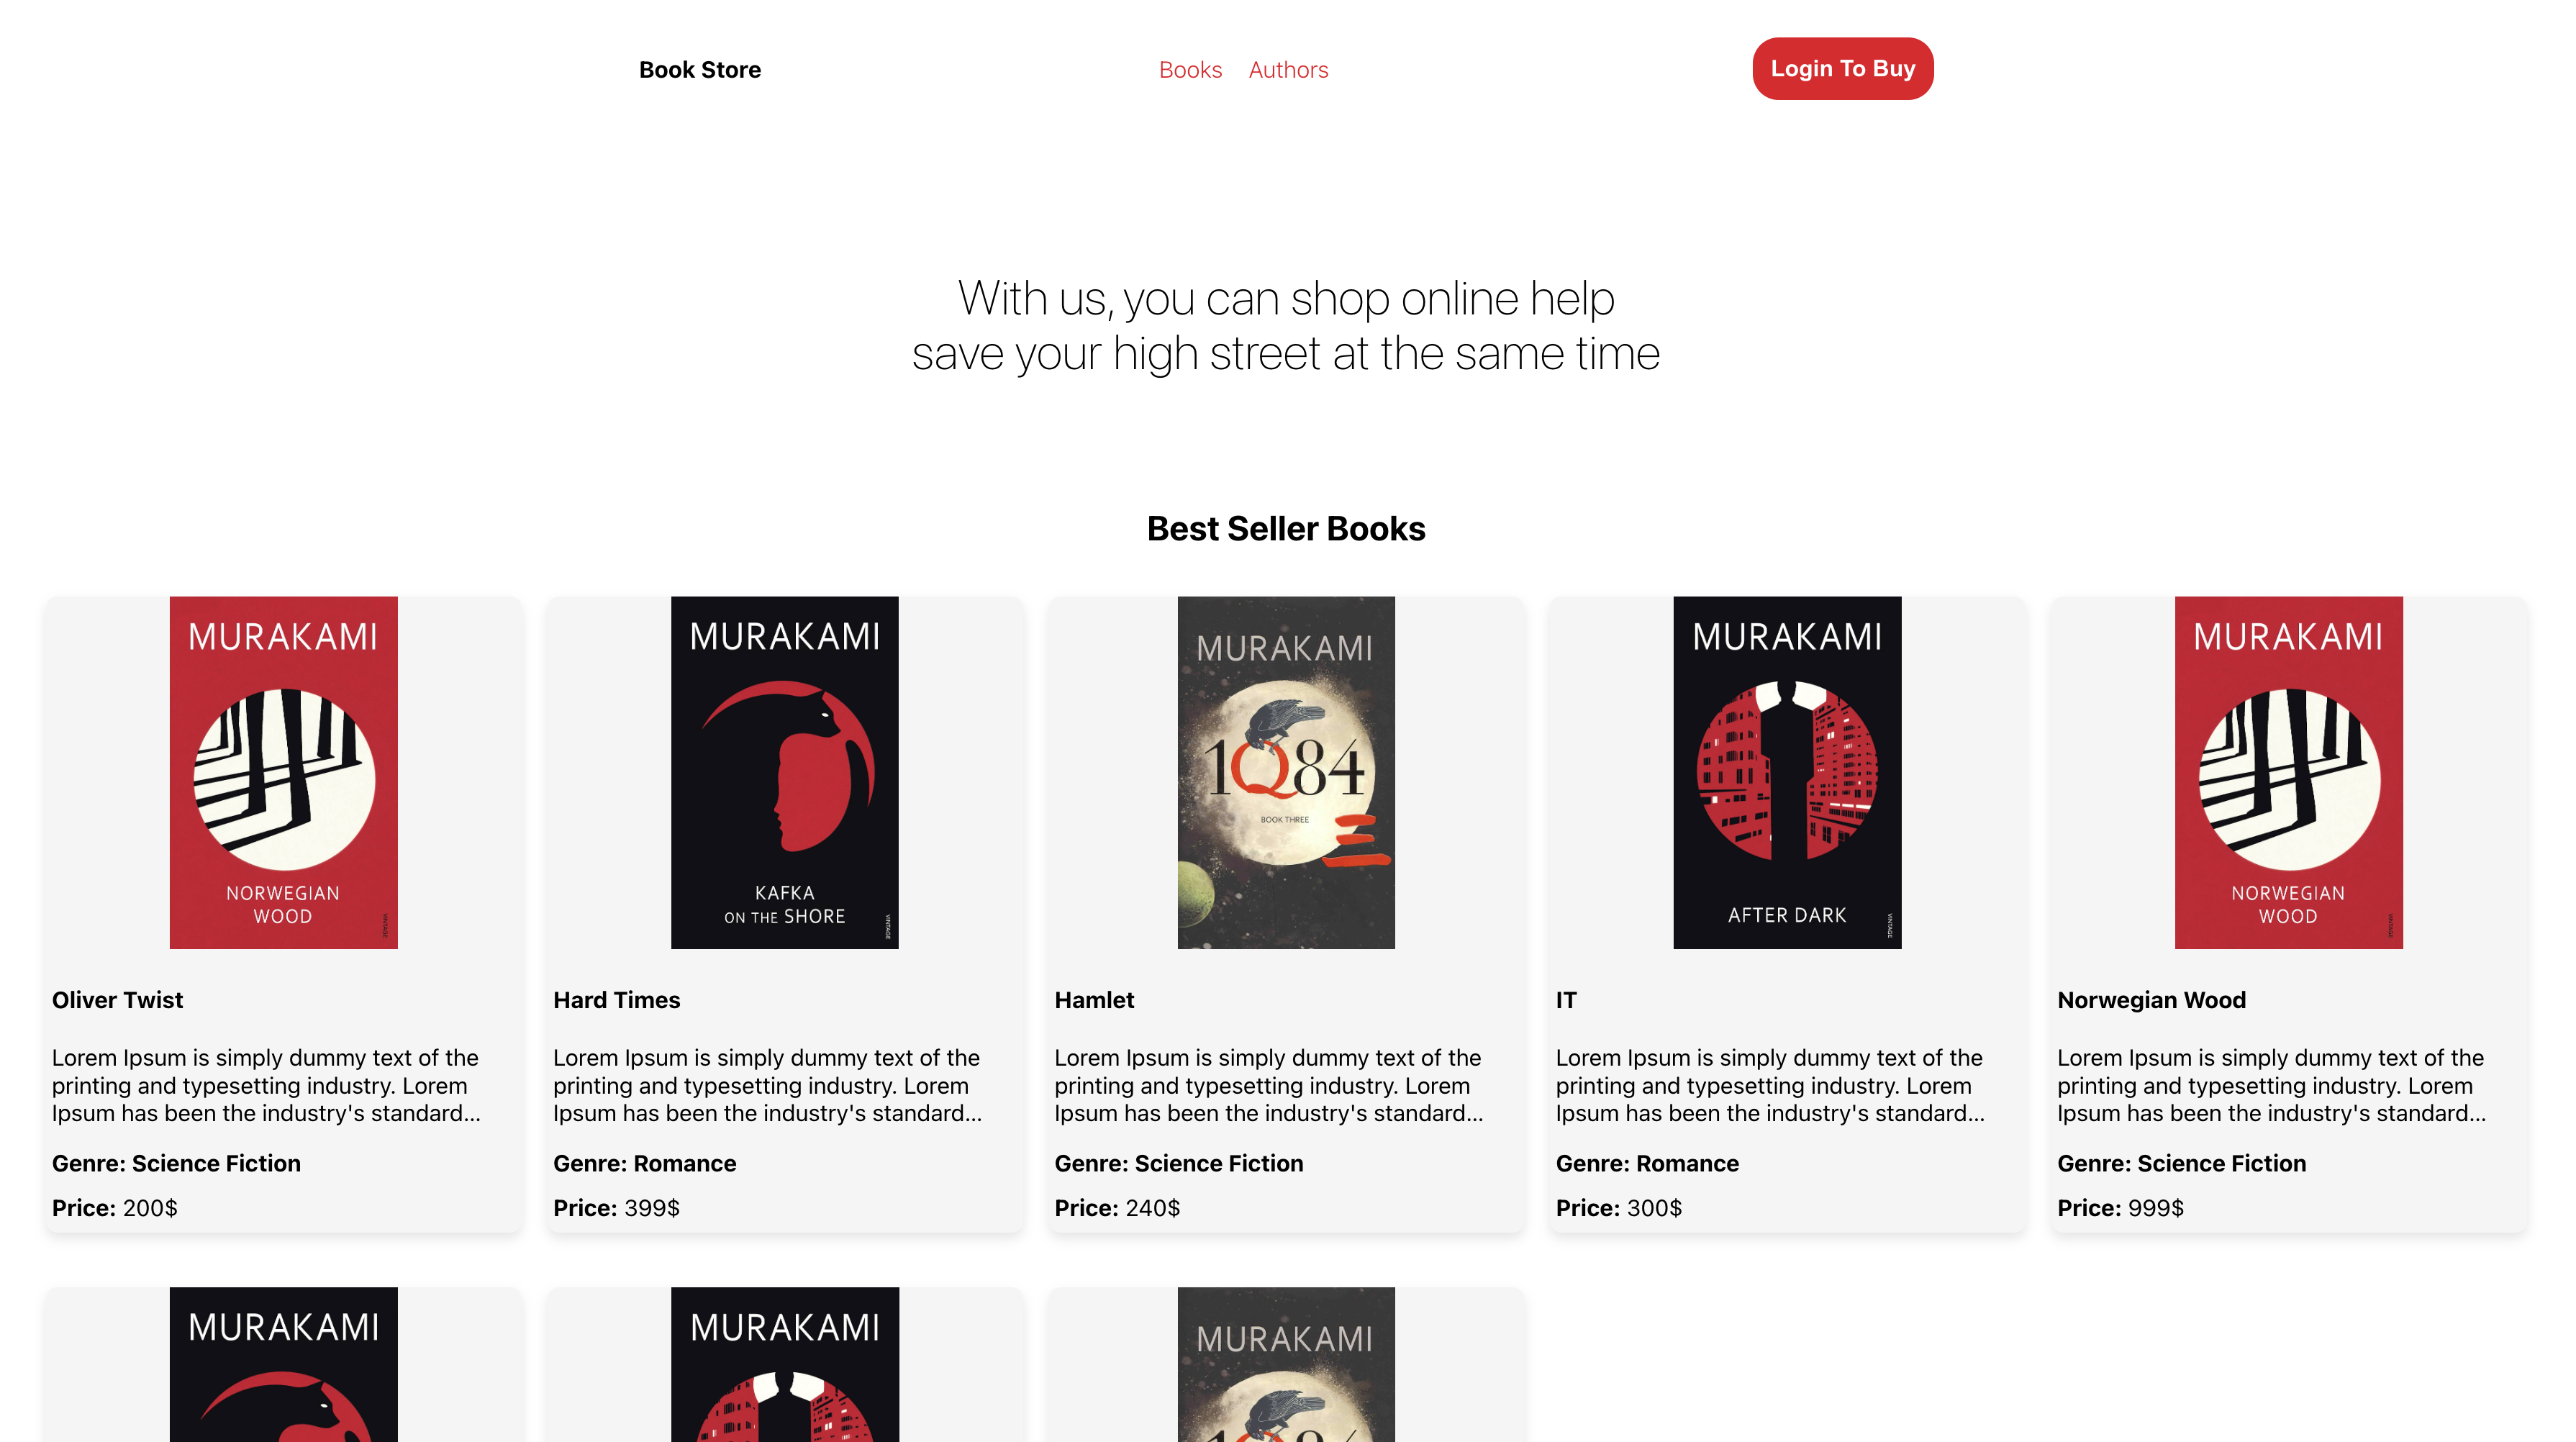 Book Store
Books
Authors
Login To Buy
With us, you can shop online help
save your high street at the same time
Best Seller Books
MURAKAMI
NORWEGIAN
WOOD
VINTAGE
Oliver Twist
Lorem Ipsum is simply dummy text of the
printing and typesetting industry. Lorem
Ipsum has been the industry's standard...
Genre: Science Fiction
Price: 200$
MURAKAMI
KAFKA
ON THE SHORE
VINTAGE
Hard Times
Lorem Ipsum is simply dummy text of the
printing and typesetting industry. Lorem
Ipsum has been the industry's standard...
Genre: Romance
Price: 399$
MURAKAMI
1Q84
BOOK THREE
三
Hamlet
Lorem Ipsum is simply dummy text of the
printing and typesetting industry. Lorem
Ipsum has been the industry's standard...
Genre: Science Fiction
Price: 240$
MURAKAMI
AFTER DARK
VINTAGE
IT
Lorem Ipsum is simply dummy text of the
printing and typesetting industry. Lorem
Ipsum has been the industry's standard...
Genre: Romance
Price: 300$
MURAKAMI
NORWEGIAN
WOOD
VINTAGE
Norwegian Wood
Lorem Ipsum is simply dummy text of the
printing and typesetting industry. Lorem
Ipsum has been the industry's standard...
Genre: Science Fiction
Price: 999$
MURAKAMI
MURAKAMI
MURAKAMI
1Q84